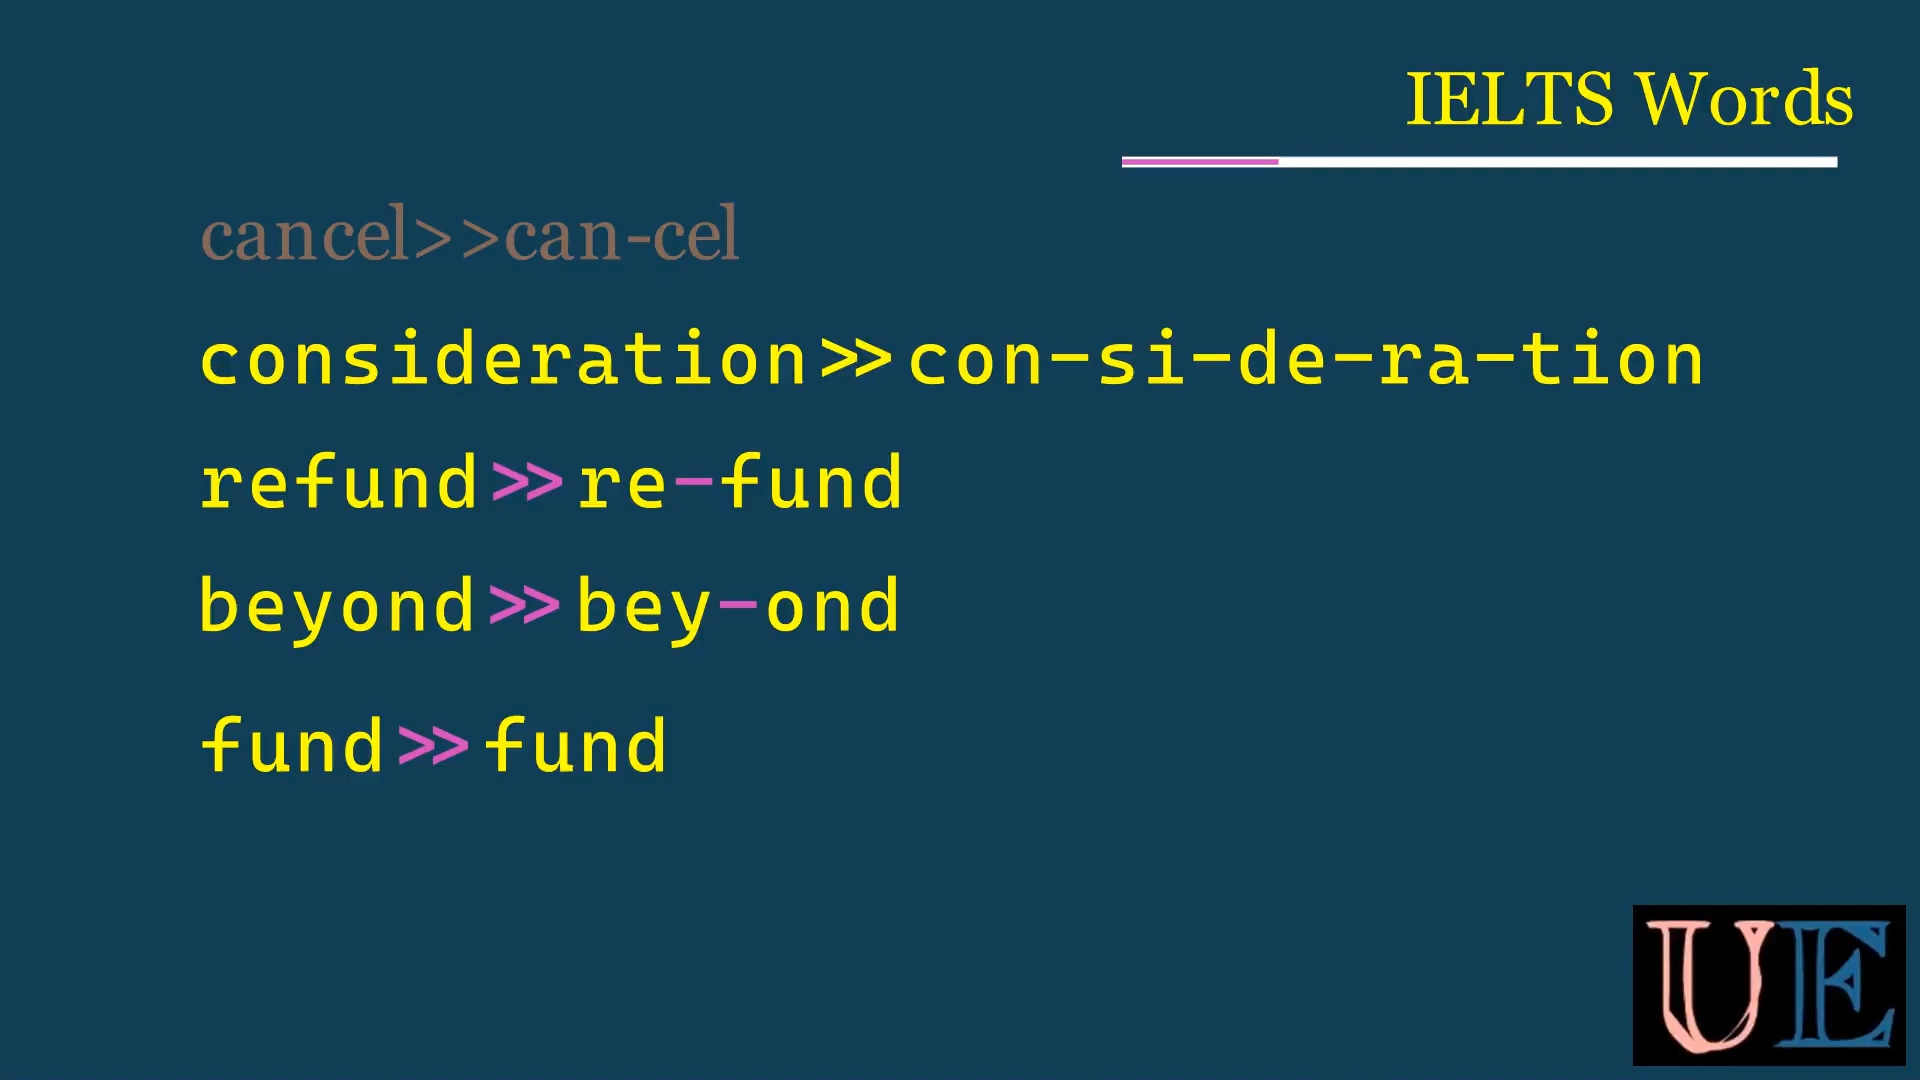 IELTS Words
cancel>>can-cel
consideration>>con-si-de-ra-tion
refund>>re-fund
beyond>>bey-ond
fund>>fund
UE